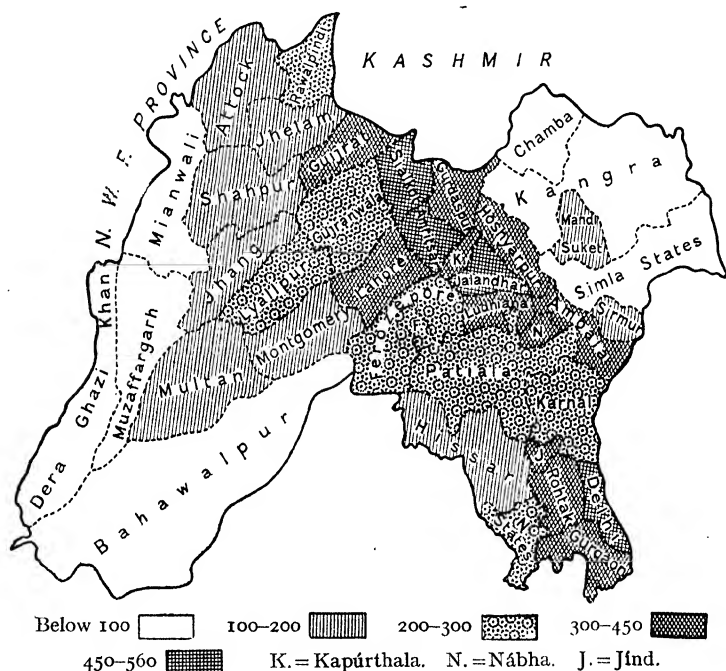 N. W. F. PROVINCE
KASHMIR
Attock
Rawalpindi
Jhelam
Mianwali
Shahpur
Gujrat
Sialkot
Gurdaspur
Chamba
Kangra
Mandi
Suket
Hoshyarpur
Simla States
Sirmur
Jhang
Gujranwala
Lyallpur
Lahore
Amritsar
K.
Jalandhar
Ludhiana
N.
Ambala
Ferozepore
Montgomery
Multan
Muzaffargarh
Dera Ghazi Khan
Bahawalpur
Patiala
Karnal
Hissar
J.
Rohtak
Delhi
Gurgaon
States
N.
Below 100 100-200 200-300 300-450
450-560 K.=Kapúrthala. N.=Nábha. J.=Jínd.